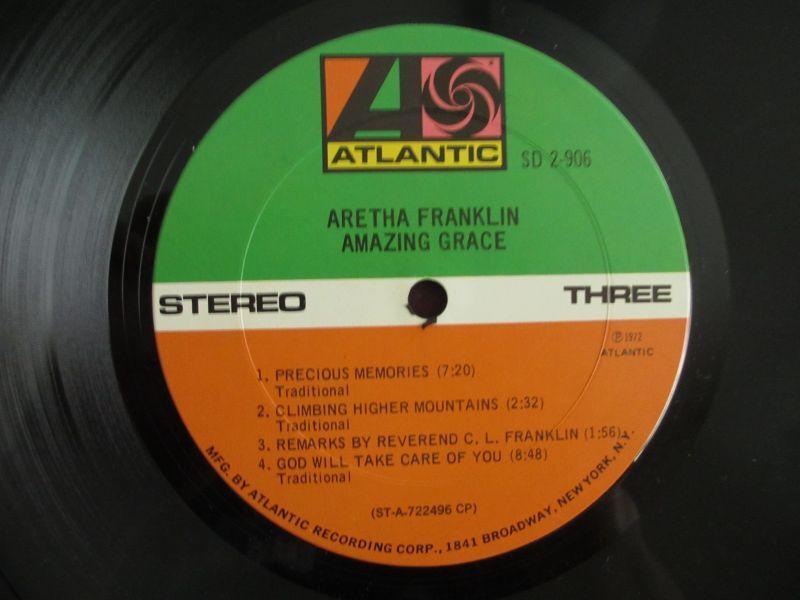 ATLANTIC
SD 2-906
ARETHA FRANKLIN
AMAZING GRACE
STEREO
THREE
Ⓟ1972
ATLANTIC
1. PRECIOUS MEMORIES (7:20)
Traditional
2. CLIMBING HIGHER MOUNTAINS (2:32)
Traditional
3. REMARKS BY REVEREND C. L. FRANKLIN (1:56)
4. GOD WILL TAKE CARE OF YOU (8:48)
Traditional
(ST-A-722496 CP)
MFG. BY ATLANTIC RECORDING CORP., 1841 BROADWAY, NEW YORK, N.Y.